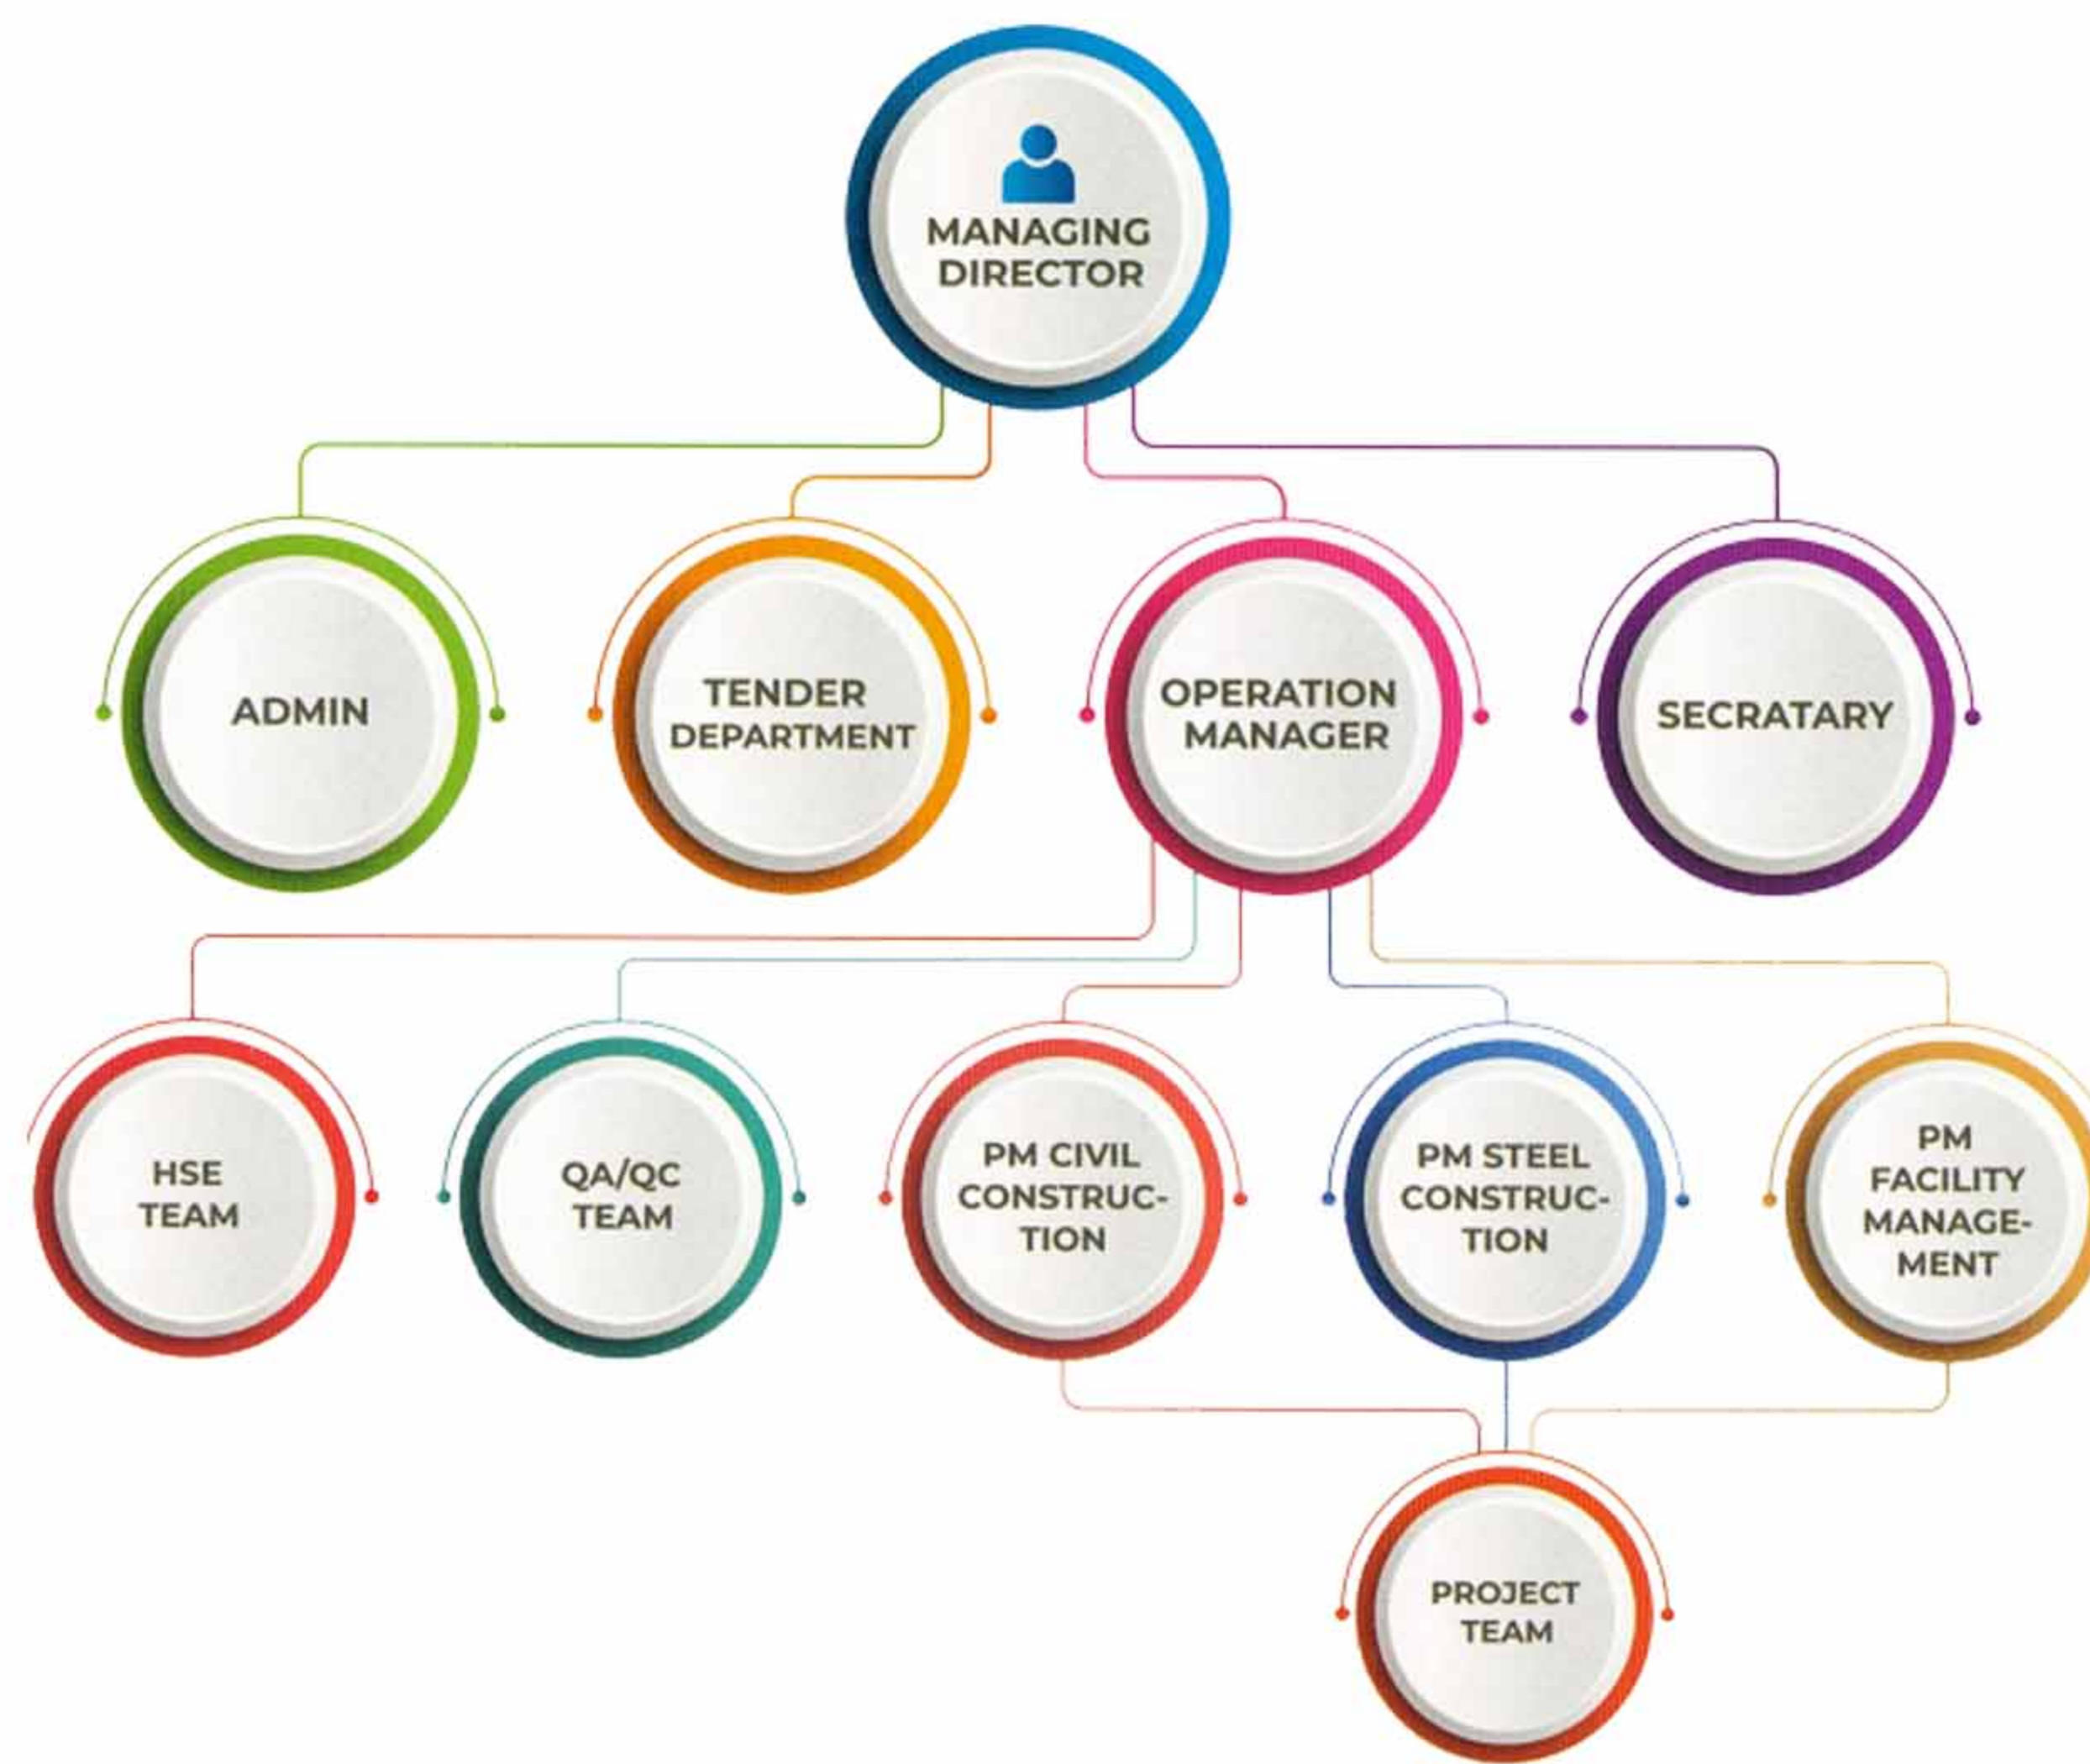 MANAGING
DIRECTOR
ADMIN
TENDER
DEPARTMENT
OPERATION
MANAGER
SECRATARY
HSE
TEAM
QA/QC
TEAM
PM CIVIL
CONSTRUC-
TION
PM STEEL
CONSTRUC-
TION
PM
FACILITY
MANAGE-
MENT
PROJECT
TEAM